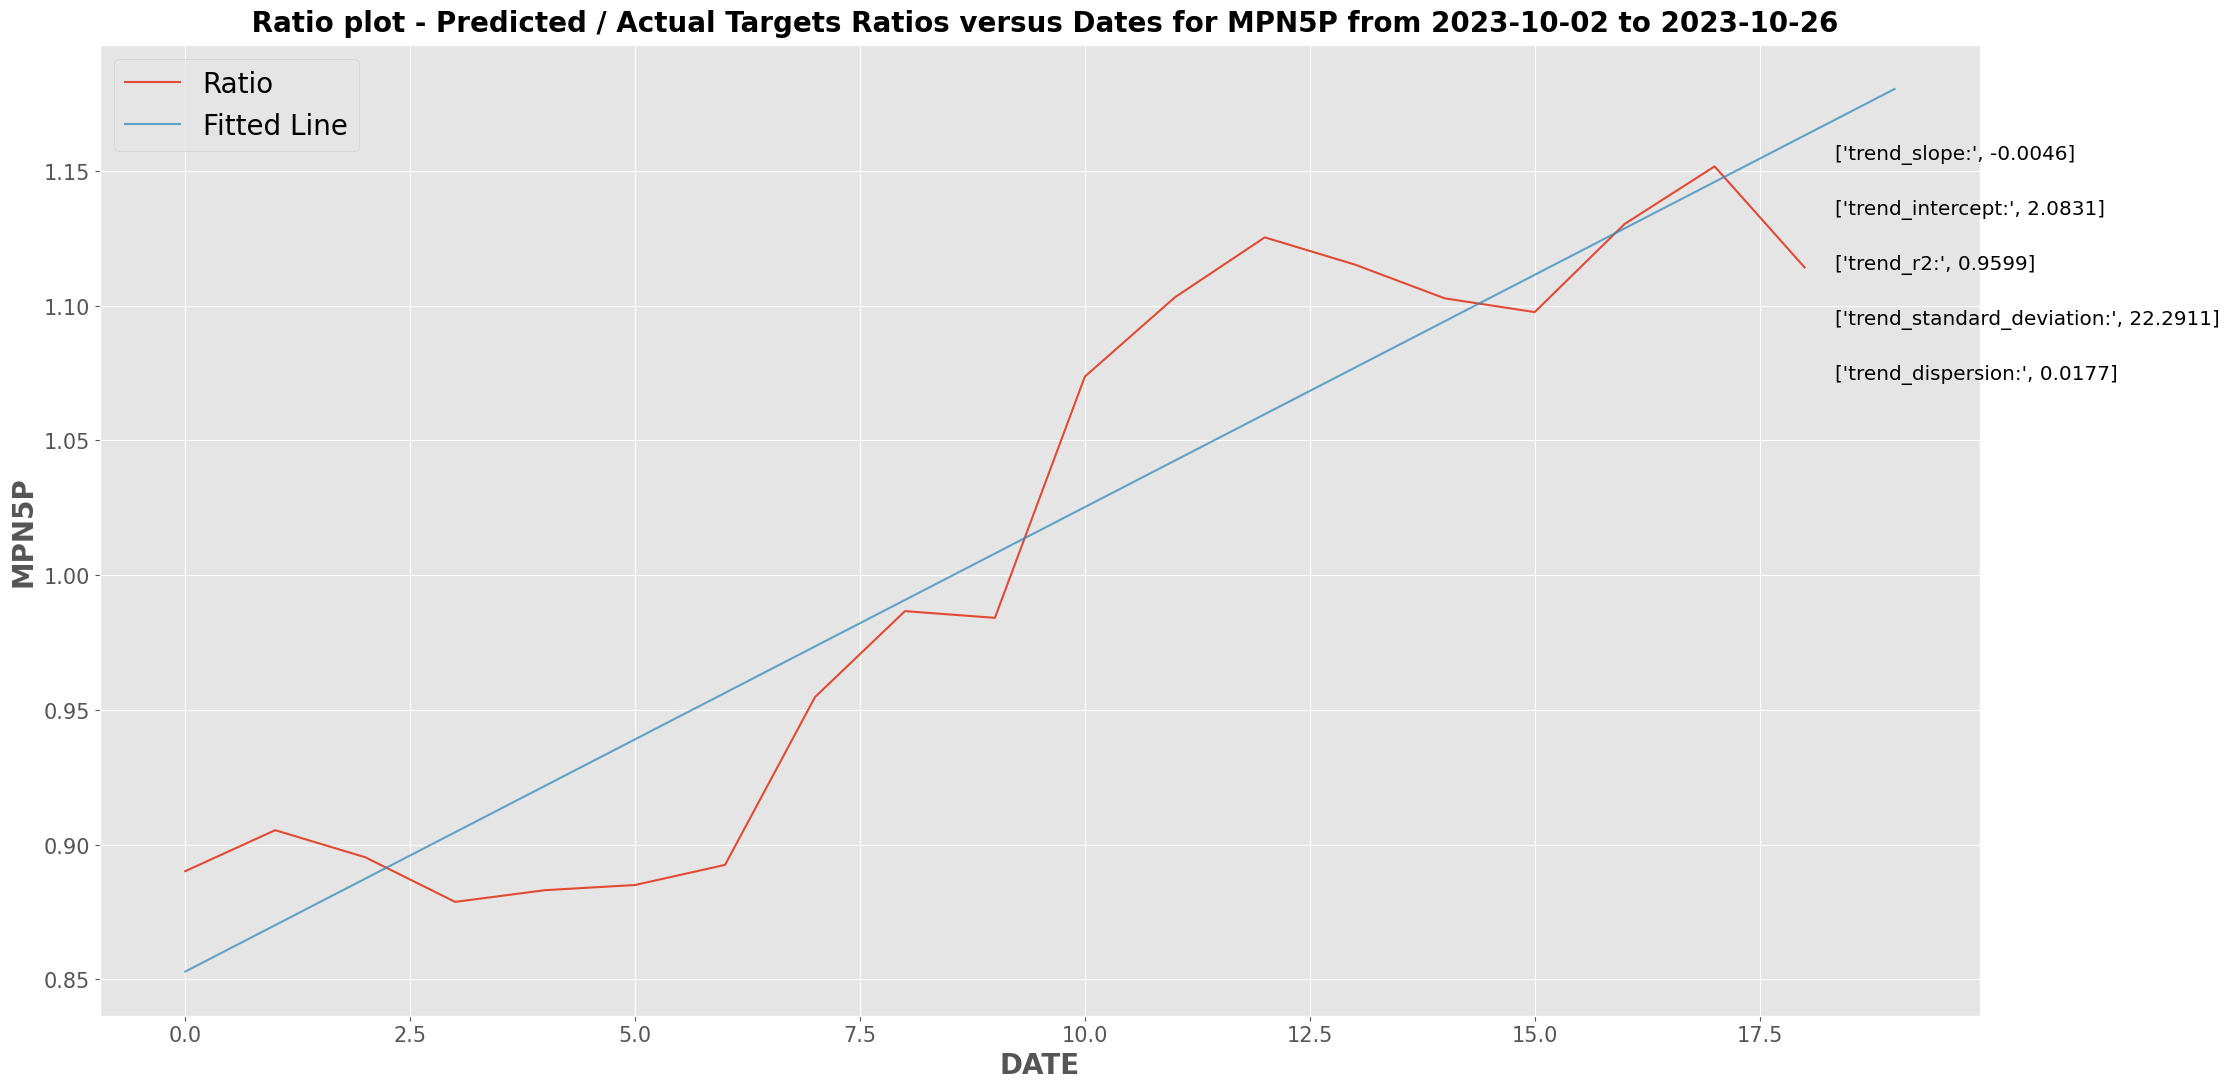 Ratio plot - Predicted / Actual Targets Ratios versus Dates for MPN5P from 2023-10-02 to 2023-10-26
Ratio
Fitted Line
['trend_slope:', -0.0046]
['trend_intercept:', 2.0831]
['trend_r2:', 0.9599]
['trend_standard_deviation:', 22.2911]
['trend_dispersion:', 0.0177]
MPN5P
1.15
1.10
1.05
1.00
0.95
0.90
0.85
0.0 2.5 5.0 7.5 10.0 12.5 15.0 17.5
DATE